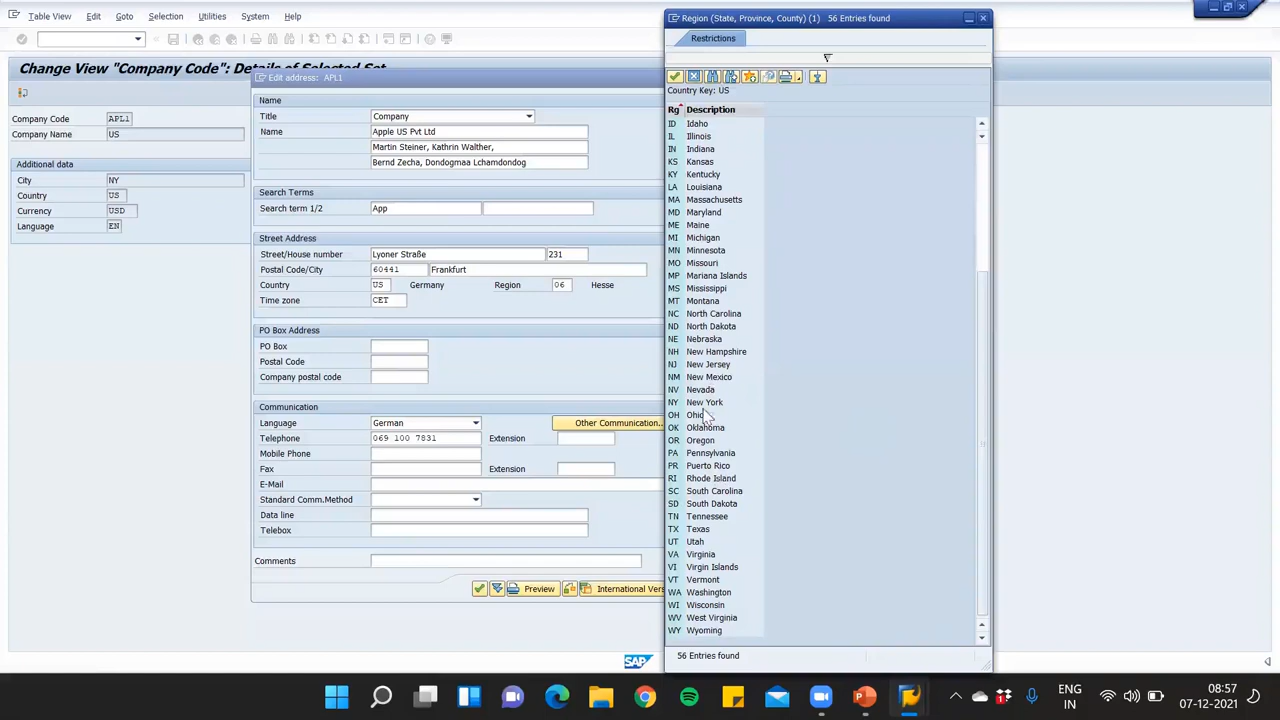 Table View Edit Goto Selection Utilities System Help
Change View "Company Code": Details of Selected Set
Company Code APL1
Company Name US
Additional data
City NY
Country US
Currency USD
Language EN
Edit address: APL1
Name
Title Company
Name Apple US Pvt Ltd
Martin Steiner, Kathrin Walther,
Bernd Zecha, Dondogmaa Lchamdondog
Search Terms
Search term 1/2 App
Street Address
Street/House number Lyoner Straße 231
Postal Code/City 60441 Frankfurt
Country US Germany Region 06 Hesse
Time zone CET
PO Box Address
PO Box
Postal Code
Company postal code
Communication
Language German Other Communication...
Telephone 069 100 7831 Extension
Mobile Phone
Fax Extension
E-Mail
Standard Comm.Method
Data line
Telebox
Comments
Preview International Vers
Region (State, Province, County) (1) 56 Entries found
Restrictions
Country Key: US
Rg Description
ID Idaho
IL Illinois
IN Indiana
KS Kansas
KY Kentucky
LA Louisiana
MA Massachusetts
MD Maryland
ME Maine
MI Michigan
MN Minnesota
MO Missouri
MP Mariana Islands
MS Mississippi
MT Montana
NC North Carolina
ND North Dakota
NE Nebraska
NH New Hampshire
NJ New Jersey
NM New Mexico
NV Nevada
NY New York
OH Ohio
OK Oklahoma
OR Oregon
PA Pennsylvania
PR Puerto Rico
RI Rhode Island
SC South Carolina
SD South Dakota
TN Tennessee
TX Texas
UT Utah
VA Virginia
VI Virgin Islands
VT Vermont
WA Washington
WI Wisconsin
WV West Virginia
WY Wyoming
56 Entries found
SAP
ENG
IN
08:57
07-12-2021